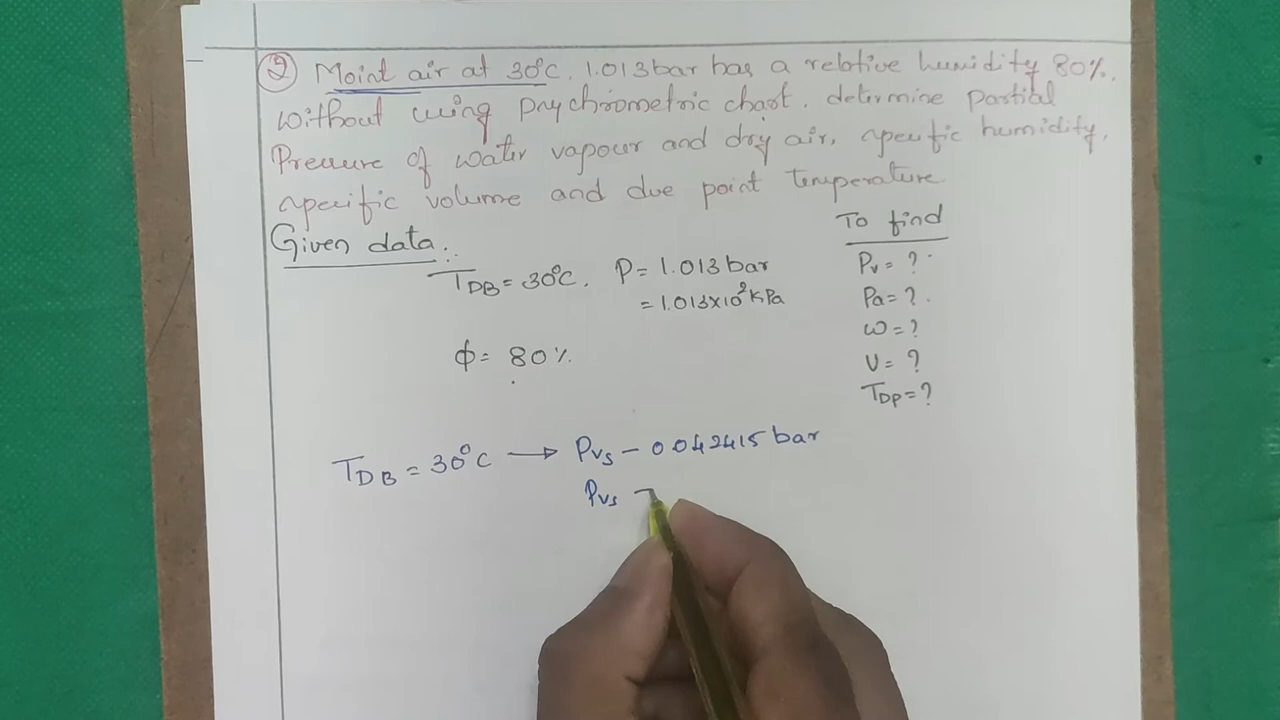 2 Moint air at 30°C, 1.013 bar has a relative humidity 80%.
without using psychrometric chart. determine partial
Pressure of water vapour and dry air, specific humidity,
specific volume and due point temperature
Given data:
To find
TDB = 30°C. P = 1.013 bar
Pv = ?
= 1.013×10² KPa
Pa = ?
ω = ?
φ = 80%
V = ?
TDP = ?
TDB = 30°C → Pvs - 0.042415 bar
Pvs